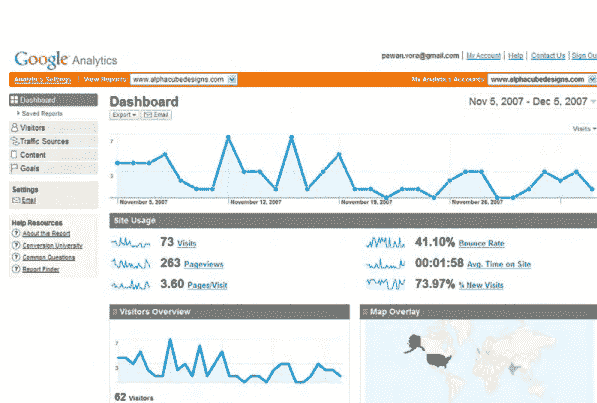 Google Analytics
pawan.vora@gmail.com | My Account | Help | Contact Us | Sign Ou
Analytics Settings | View Reports: www.alphacubedesigns.com
My Analytics Accounts: www.alphacubedesigns.com
Dashboard
Saved Reports
Visitors
Traffic Sources
Content
Goals
Settings
Email
Help Resources
About the Report
Conversion University
Common Questions
Report Finder
Dashboard
Nov 5, 2007 - Dec 5, 2007
Export
Email
Visits
7
3
November 5, 2007
November 12, 2007
November 19, 2007
November 26, 2007
Site Usage
73 Visits
41.10% Bounce Rate
263 Pageviews
00:01:58 Avg. Time on Site
3.60 Pages/Visit
73.97% % New Visits
Visitors Overview
Map Overlay
7
3
62 Visitors